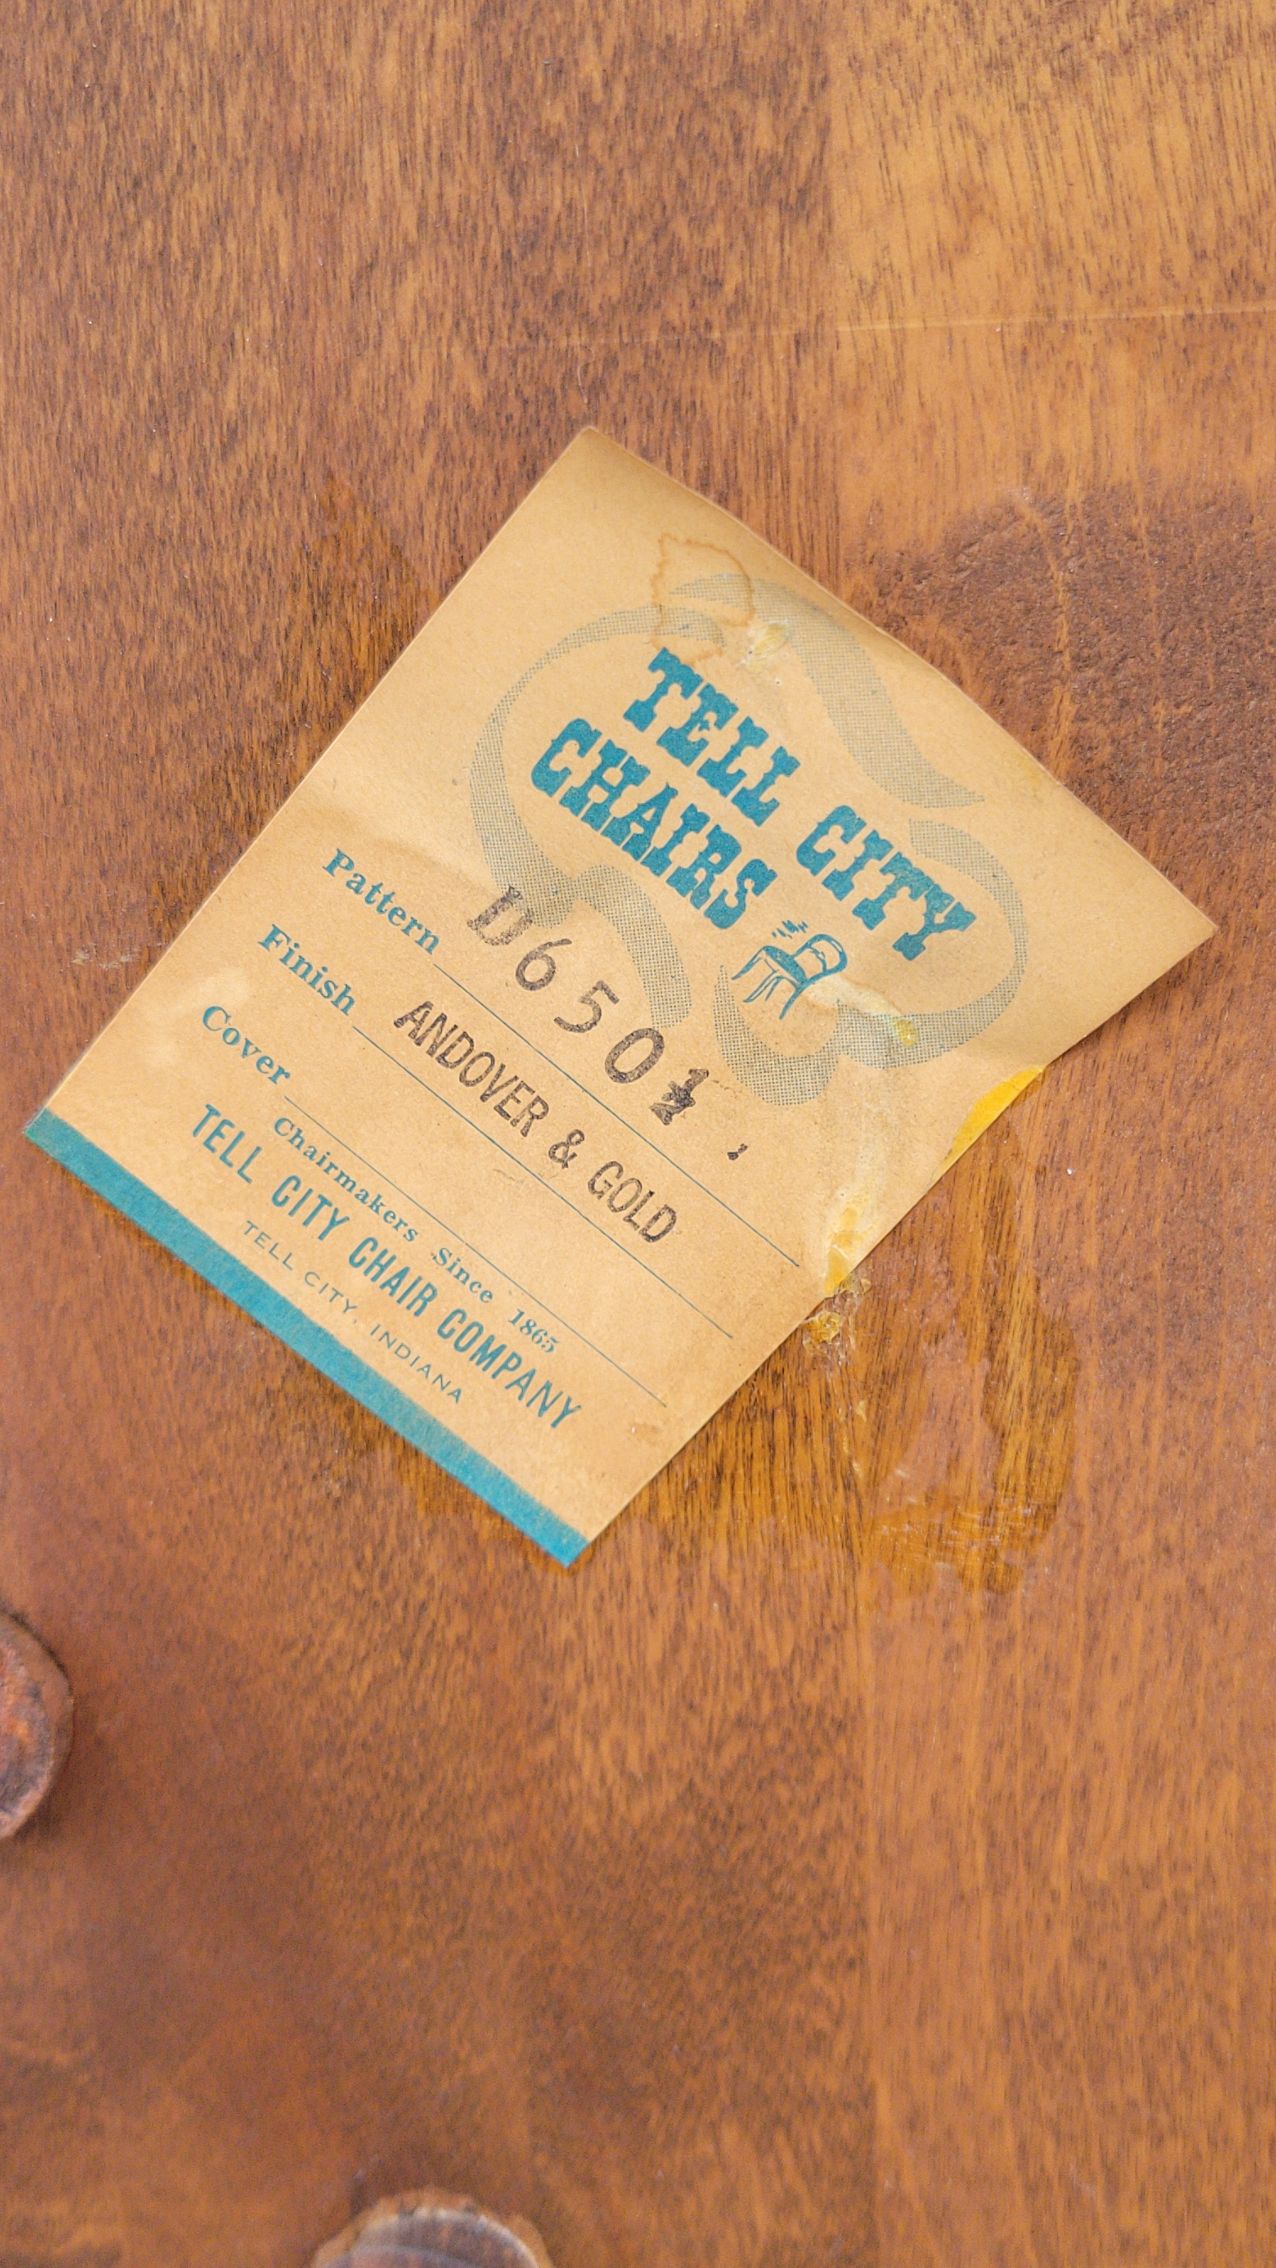 TELL CITY
CHAIRS
Pattern D650½
Finish ANDOVER & GOLD
Cover
Chairmakers Since 1865
TELL CITY CHAIR COMPANY
TELL CITY, INDIANA